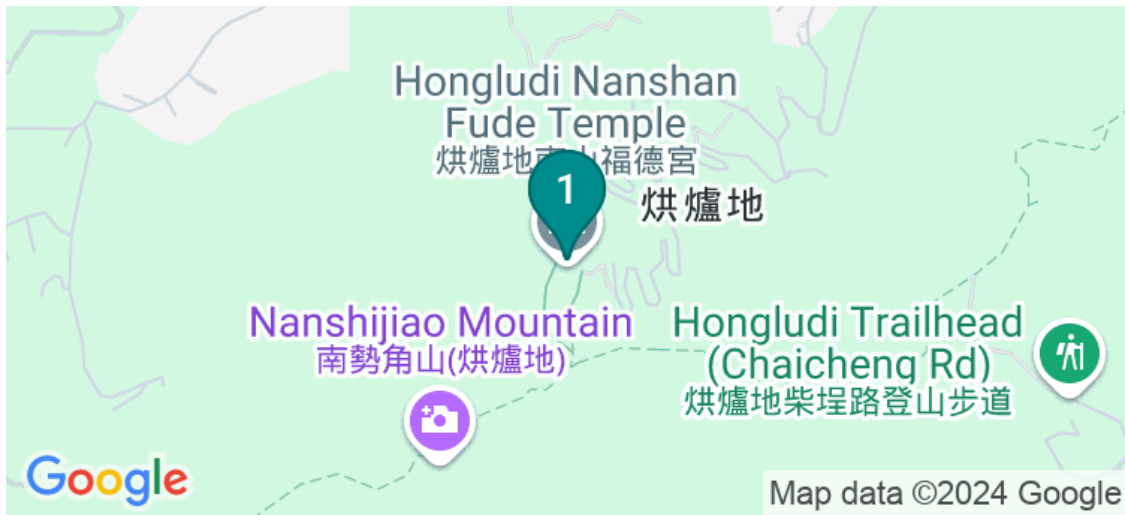 Hongludi Nanshan
Fude Temple
烘爐地南山福德宮
1
烘爐地
Nanshijiao Mountain
南勢角山(烘爐地)
Hongludi Trailhead
(Chaicheng Rd)
烘爐地柴埕路登山步道
Google
Map data ©2024 Google